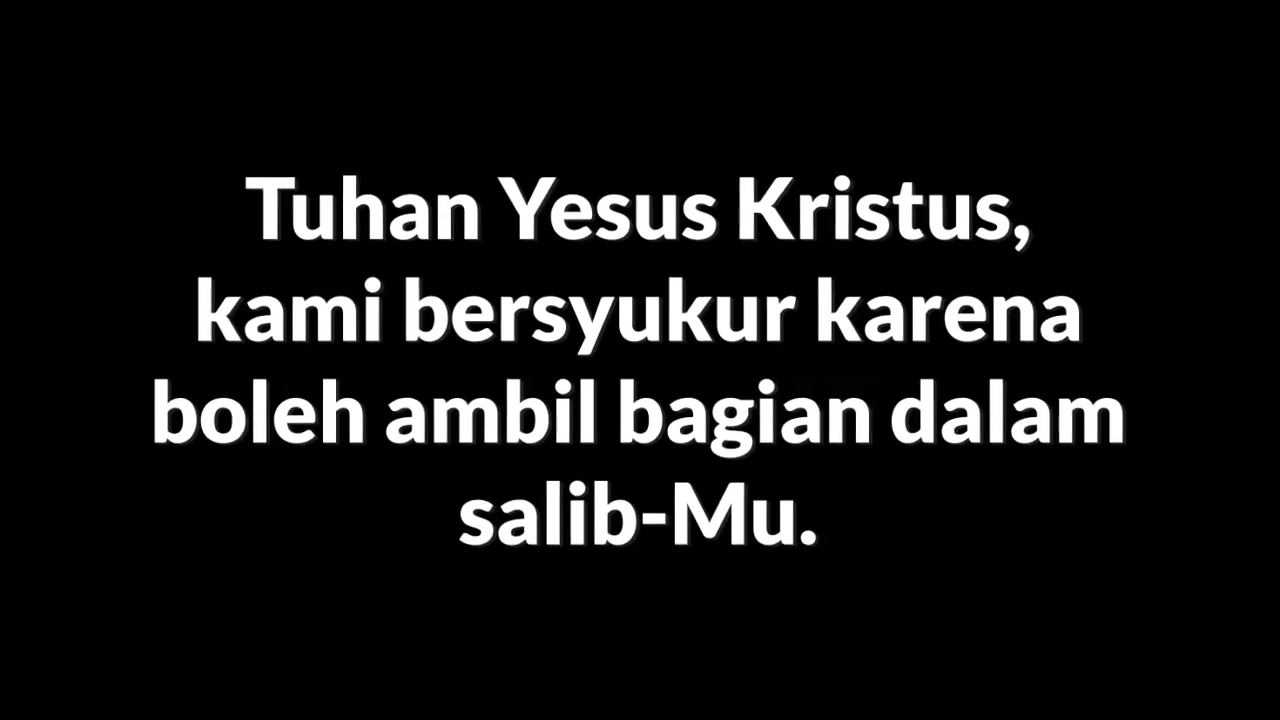 Tuhan Yesus Kristus,
kami bersyukur karena
boleh ambil bagian dalam
salib-Mu.